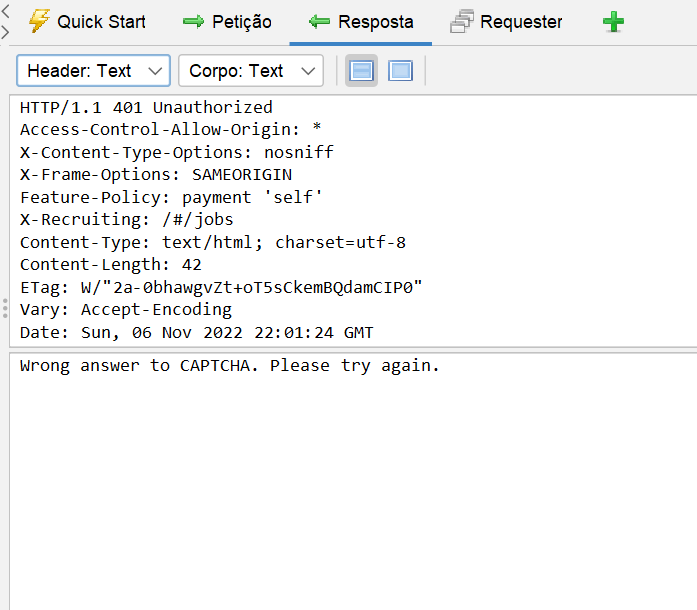 Quick Start
Petição
Resposta
Requester
Header: Text
Corpo: Text
HTTP/1.1 401 Unauthorized
Access-Control-Allow-Origin: *
X-Content-Type-Options: nosniff
X-Frame-Options: SAMEORIGIN
Feature-Policy: payment 'self'
X-Recruiting: /#/jobs
Content-Type: text/html; charset=utf-8
Content-Length: 42
ETag: W/"2a-0bhawgvZt+oT5sCkemBQdamCIP0"
Vary: Accept-Encoding
Date: Sun, 06 Nov 2022 22:01:24 GMT
Wrong answer to CAPTCHA. Please try again.